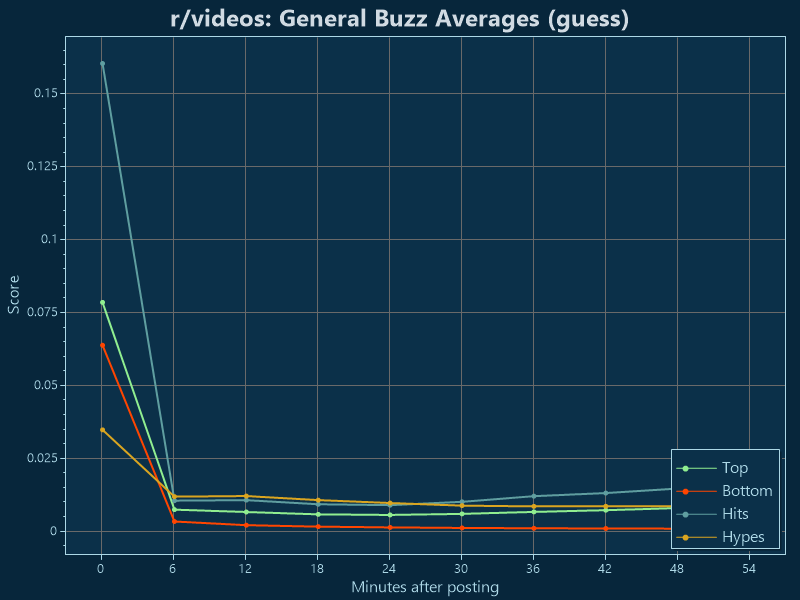 r/videos: General Buzz Averages (guess)
0.15
0.125
0.1
0.075
0.05
0.025
0
Score
Top
Bottom
Hits
Hypes
0 6 12 18 24 30 36 42 48 54
Minutes after posting